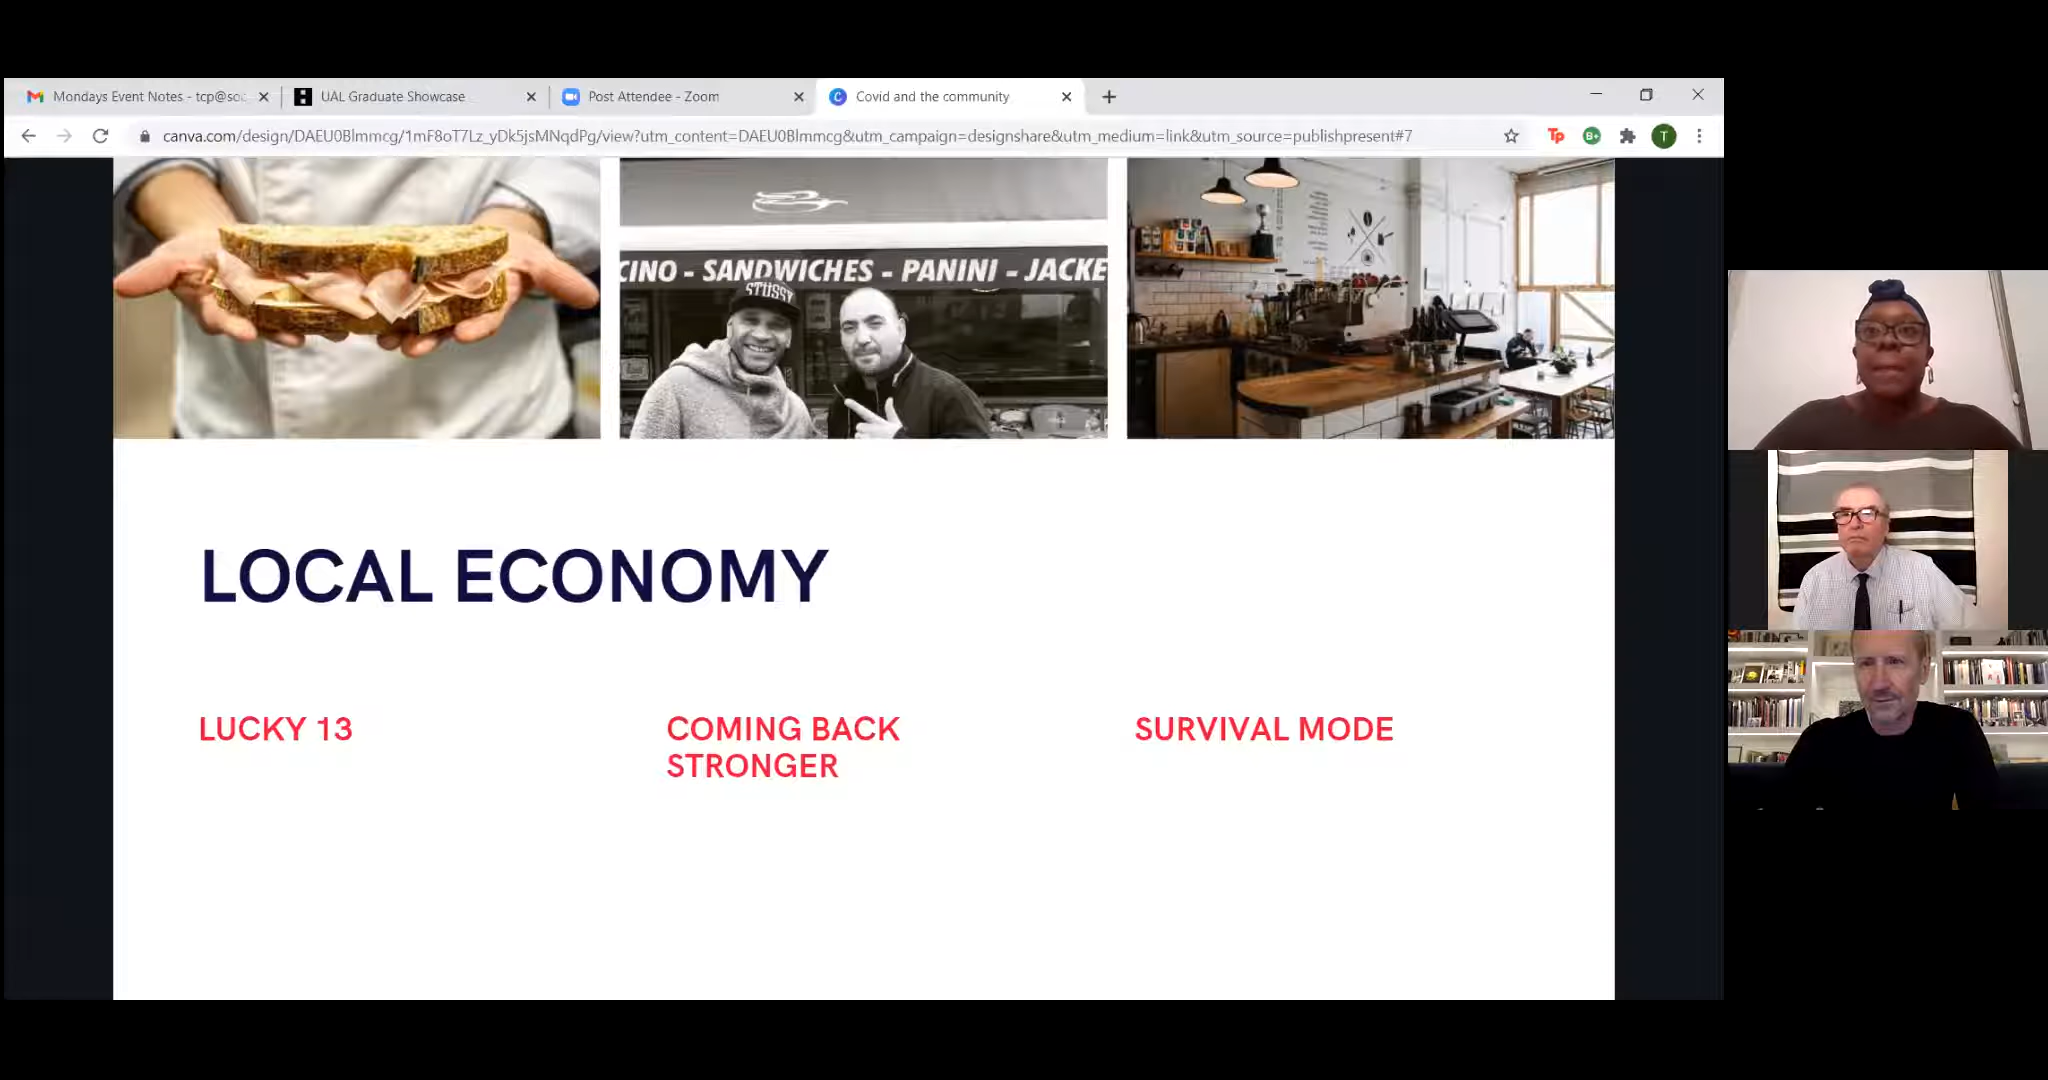 Mondays Event Notes - tcp@soc
UAL Graduate Showcase
Post Attendee - Zoom
Covid and the community
canva.com/design/DAEU0Blmmcg/1mF8oT7Lz_yDk5jsMNqdPg/view?utm_content=DAEU0Blmmcg&utm_campaign=designshare&utm_medium=link&utm_source=publishpresent#7
Tp
B+
T
CINO - SANDWICHES - PANINI - JACKE
STUSSY
LOCAL ECONOMY
LUCKY 13
COMING BACK
STRONGER
SURVIVAL MODE